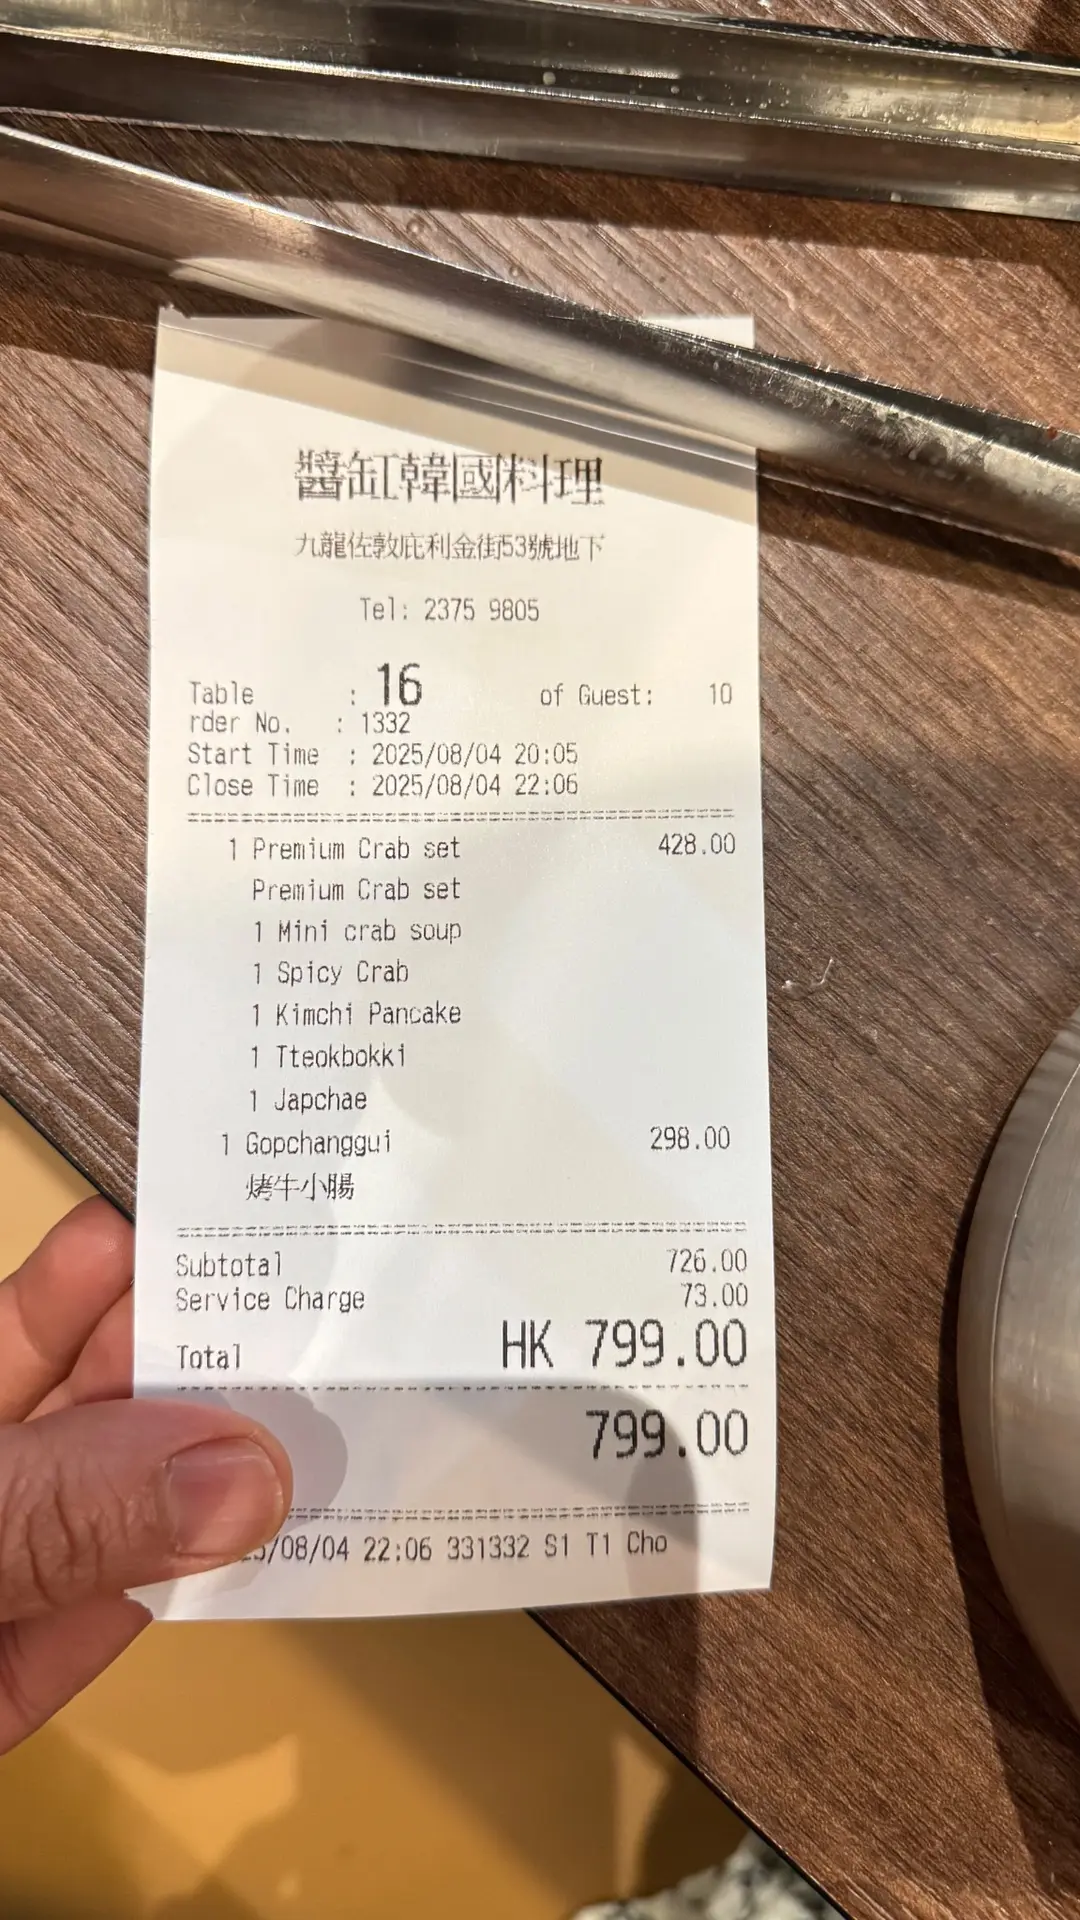 醬缸韓國料理
九龍佐敦庇利金街53號地下
Tel: 2375 9805
Table : 16 of Guest: 10
rder No. : 1332
Start Time : 2025/08/04 20:05
Close Time : 2025/08/04 22:06
1 Premium Crab set 428.00
Premium Crab set
1 Mini crab soup
1 Spicy Crab
1 Kimchi Pancake
1 Tteokbokki
1 Japchae
1 Gopchanggui 298.00
烤牛小腸
Subtotal 726.00
Service Charge 73.00
Total HK 799.00
799.00
/08/04 22:06 331332 S1 T1 Cho